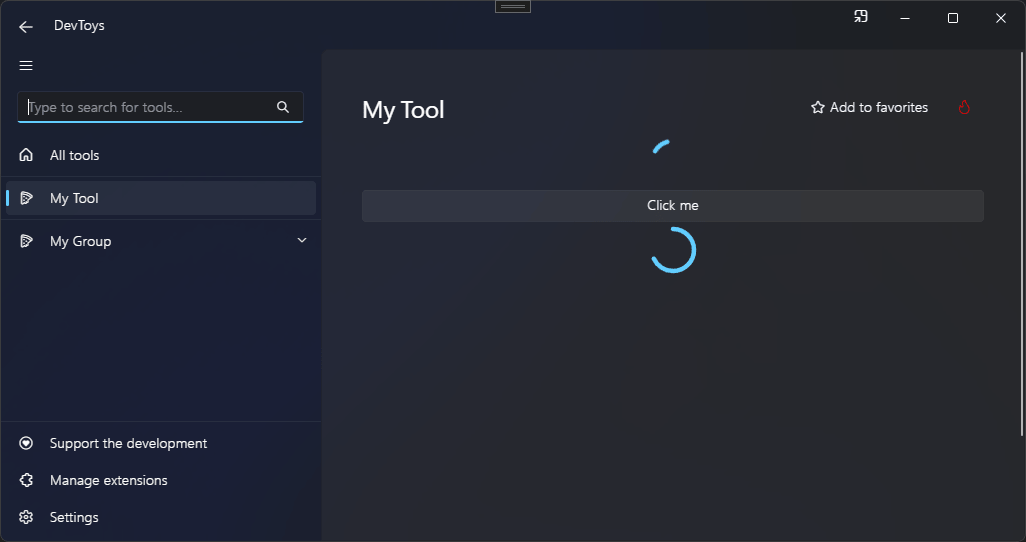 DevToys
Type to search for tools...
All tools
My Tool
My Group
Support the development
Manage extensions
Settings
My Tool
Add to favorites
Click me